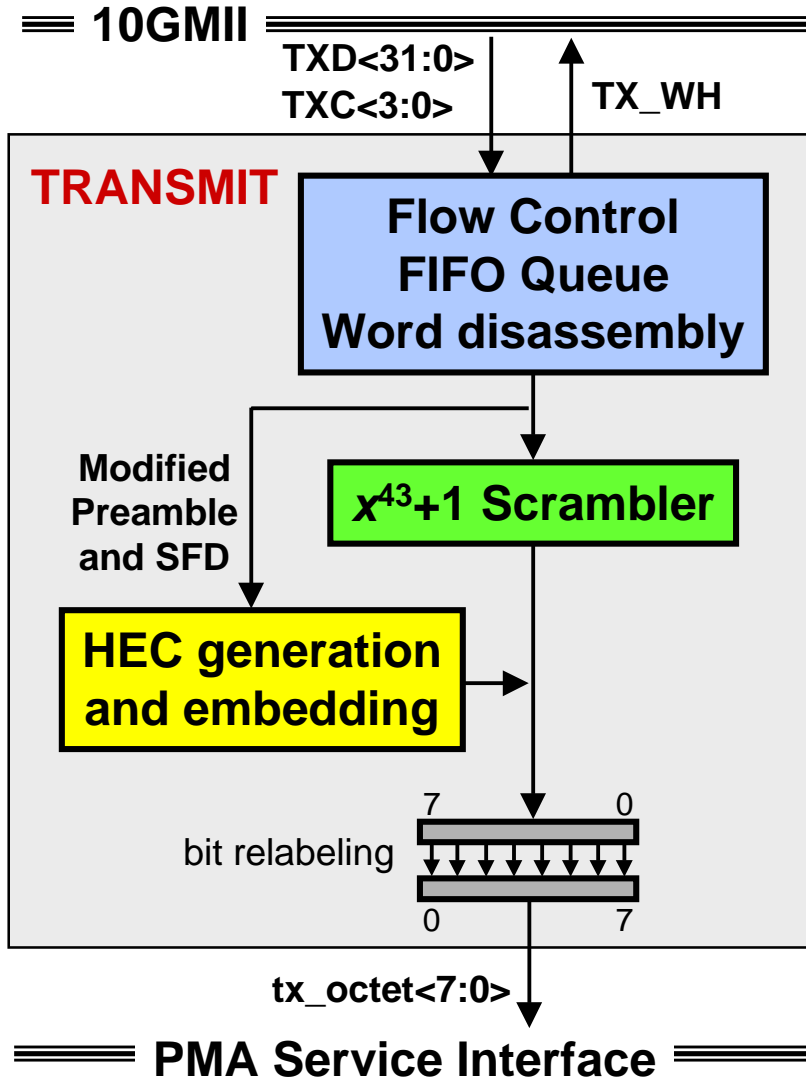 10GMII
TXD<31:0>
TXC<3:0>
TX_WH
TRANSMIT
Flow Control
FIFO Queue
Word disassembly
Modified
Preamble
and SFD
x⁴³+1 Scrambler
HEC generation
and embedding
7 0
bit relabeling
0 7
tx_octet<7:0>
PMA Service Interface